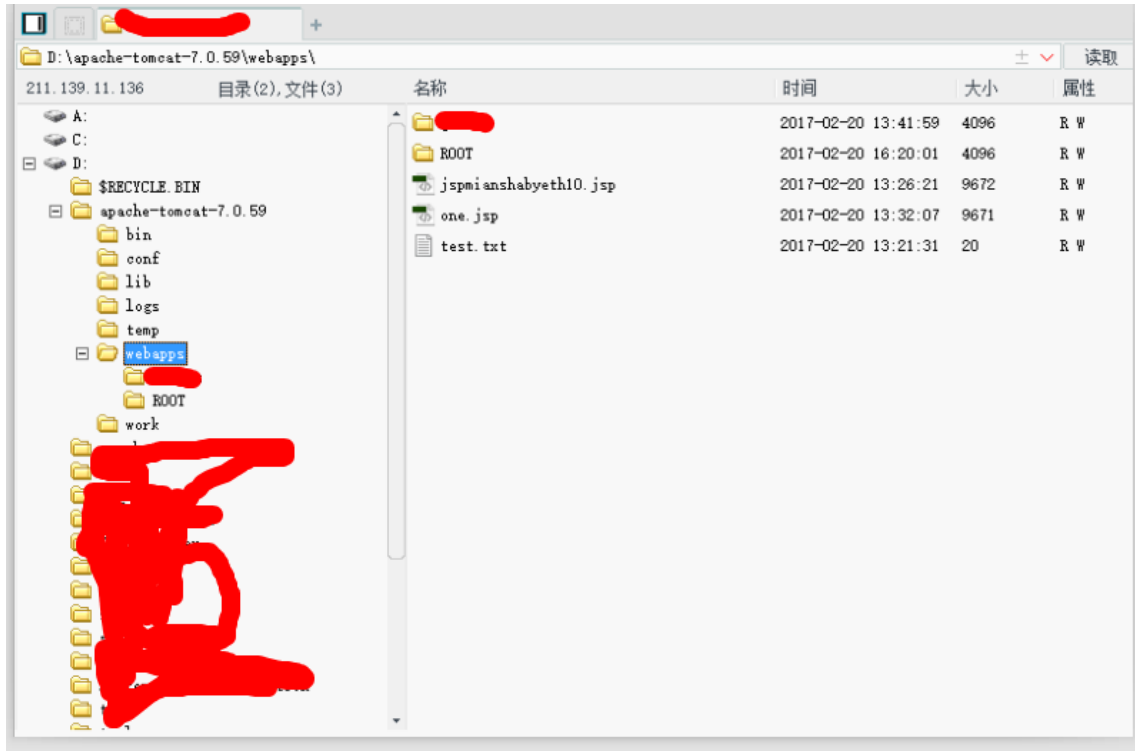 +
D:\apache-tomcat-7.0.59\webapps\ 读取
211.139.11.136 目录(2),文件(3) 名称 时间 大小 属性
A:
C:
D:
$RECYCLE.BIN
apache-tomcat-7.0.59
bin
conf
lib
logs
temp
webapps
ROOT
work
2017-02-20 13:41:59 4096 R W
ROOT 2017-02-20 16:20:01 4096 R W
jspmianshabyeth10.jsp 2017-02-20 13:26:21 9672 R W
one.jsp 2017-02-20 13:32:07 9671 R W
test.txt 2017-02-20 13:21:31 20 R W